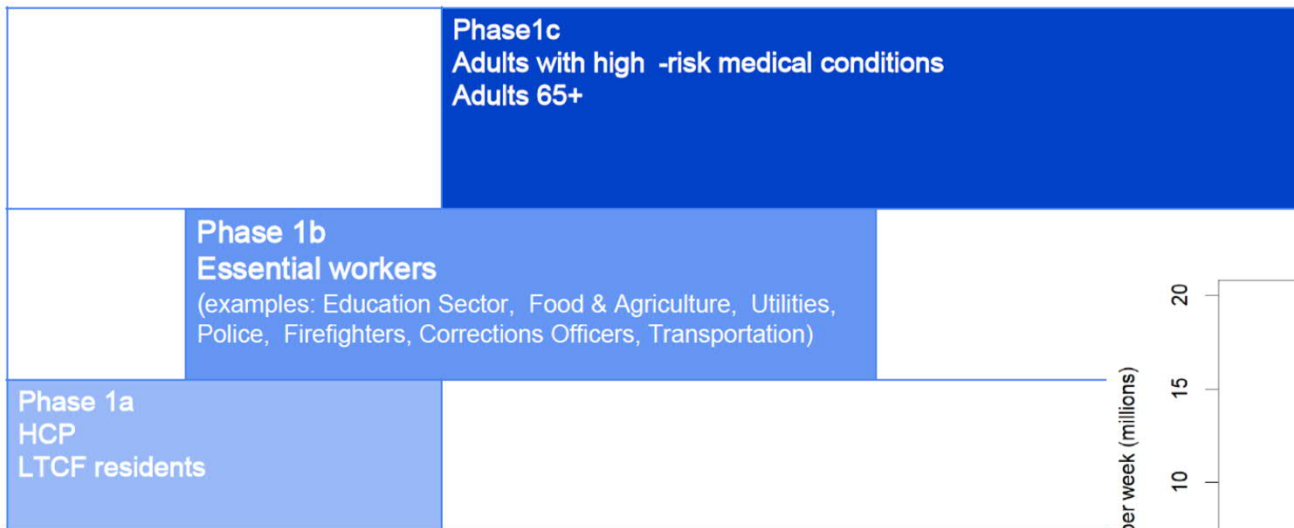 Phase1c
Adults with high -risk medical conditions
Adults 65+
Phase 1b
Essential workers
(examples: Education Sector, Food & Agriculture, Utilities,
Police, Firefighters, Corrections Officers, Transportation)
Phase 1a
HCP
LTCF residents
20
15
10
per week (millions)